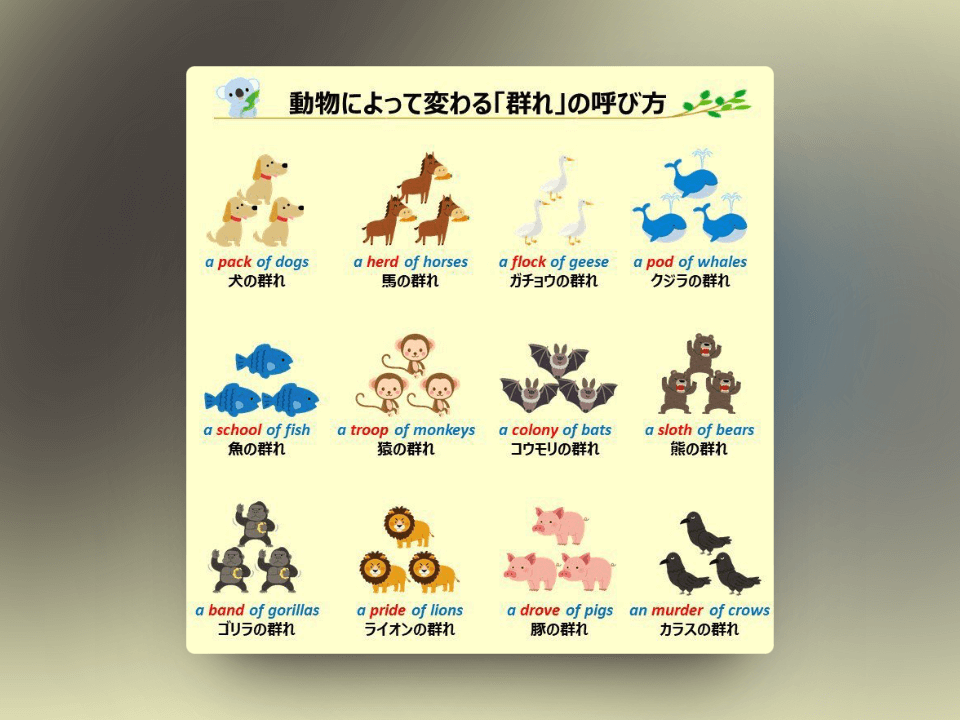 動物によって変わる「群れ」の呼び方
a pack of dogs
犬の群れ
a herd of horses
馬の群れ
a flock of geese
ガチョウの群れ
a pod of whales
クジラの群れ
a school of fish
魚の群れ
a troop of monkeys
猿の群れ
a colony of bats
コウモリの群れ
a sloth of bears
熊の群れ
a band of gorillas
ゴリラの群れ
a pride of lions
ライオンの群れ
a drove of pigs
豚の群れ
an murder of crows
カラスの群れ